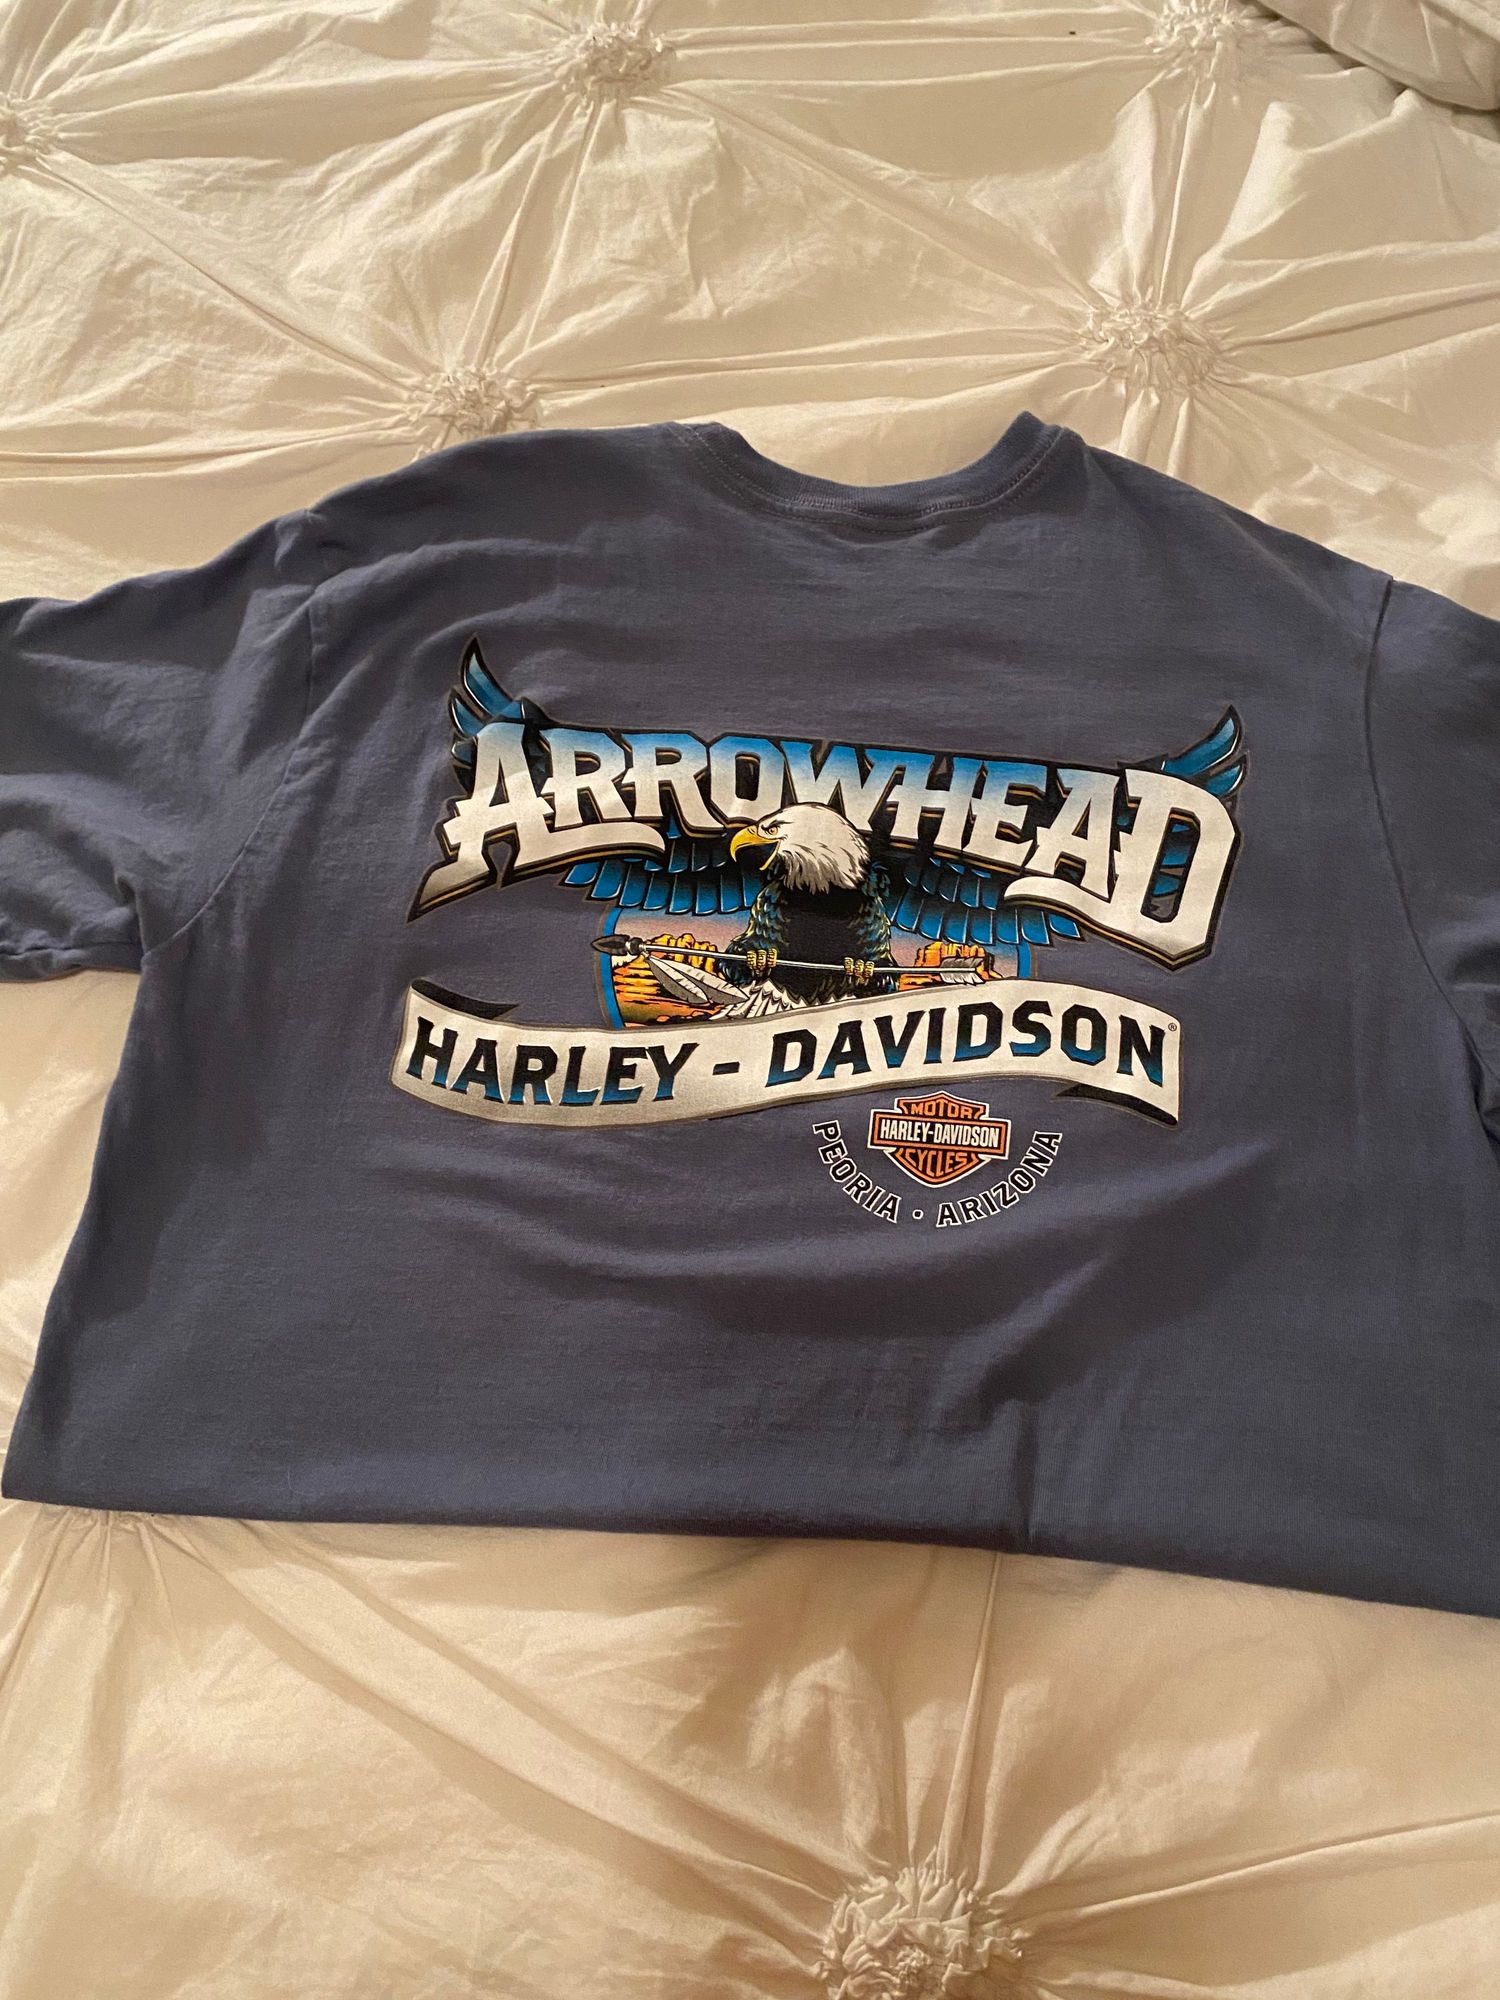 ARROWHEAD
HARLEY - DAVIDSON®
MOTOR
HARLEY-DAVIDSON
CYCLES
PEORIA • ARIZONA